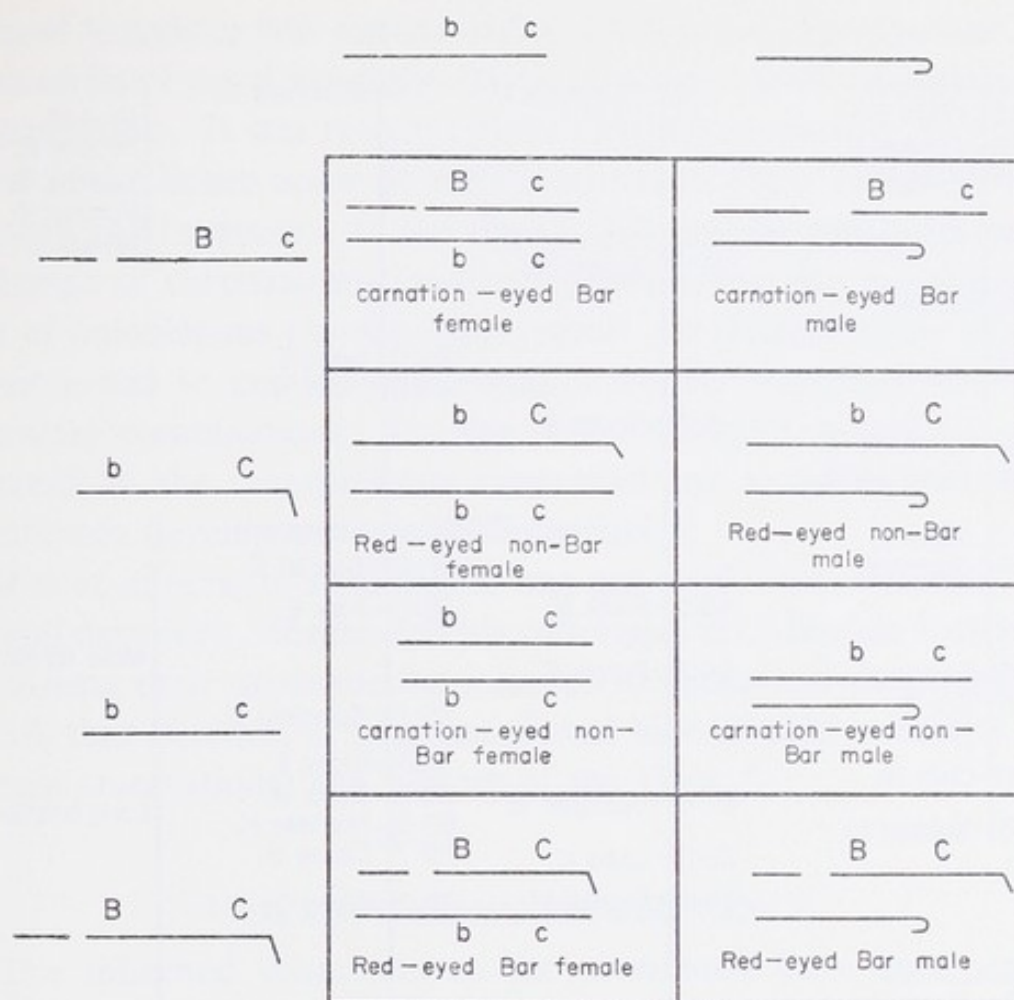 b c
B c
B c
B c
b c
carnation-eyed Bar
female
carnation-eyed Bar
male
b C
b C
b C
b c
Red-eyed non-Bar
female
Red-eyed non-Bar
male
b c
b c
b c
b c
carnation-eyed non-
Bar female
carnation-eyed non-
Bar male
B C
B C
B C
b c
Red-eyed Bar female
Red-eyed Bar male